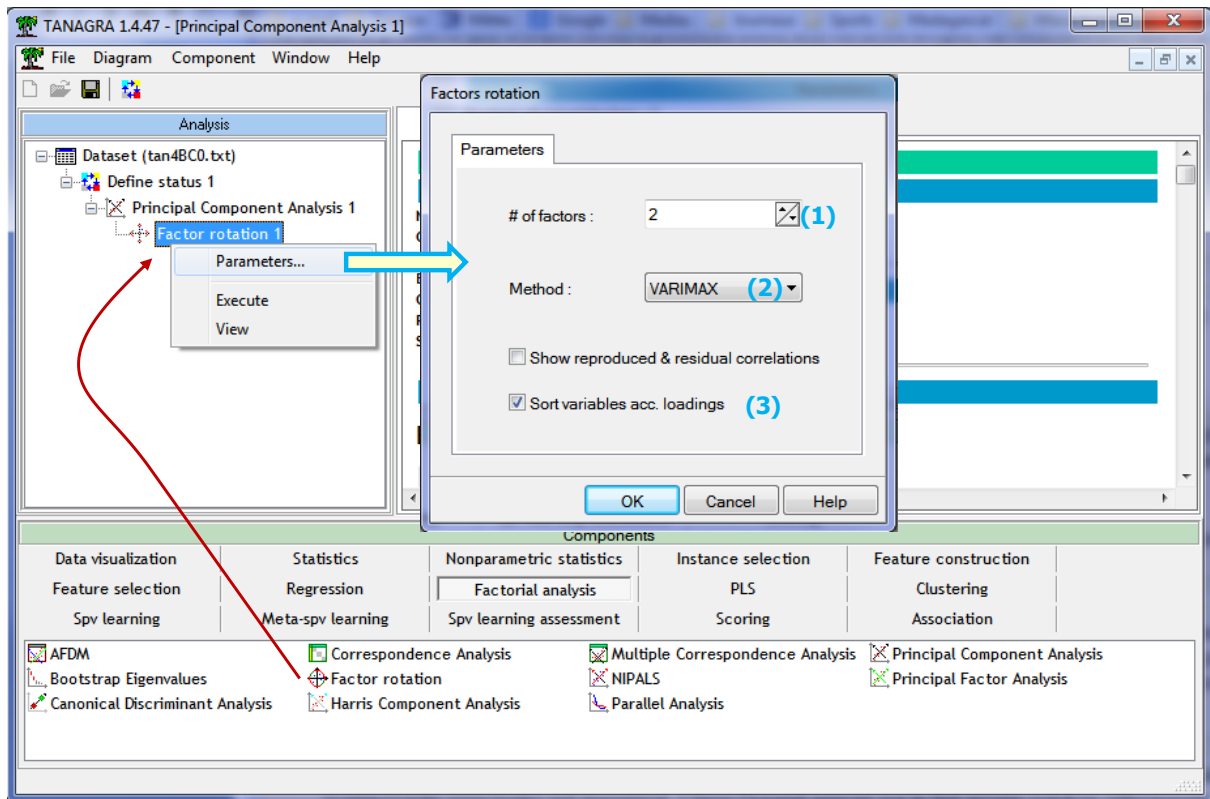 TANAGRA 1.4.47 - [Principal Component Analysis 1]
File Diagram Component Window Help
Analysis
Dataset (tan4BC0.txt)
Define status 1
Principal Component Analysis 1
Factor rotation 1
Parameters...
Execute
View
Factors rotation
Parameters
# of factors : 2 (1)
Method : VARIMAX (2)
Show reproduced & residual correlations
Sort variables acc. loadings (3)
OK Cancel Help
Components
Data visualization Statistics Nonparametric statistics Instance selection Feature construction
Feature selection Regression Factorial analysis PLS Clustering
Spv learning Meta-spv learning Spv learning assessment Scoring Association
AFDM Correspondence Analysis Multiple Correspondence Analysis Principal Component Analysis
Bootstrap Eigenvalues Factor rotation NIPALS Principal Factor Analysis
Canonical Discriminant Analysis Harris Component Analysis Parallel Analysis